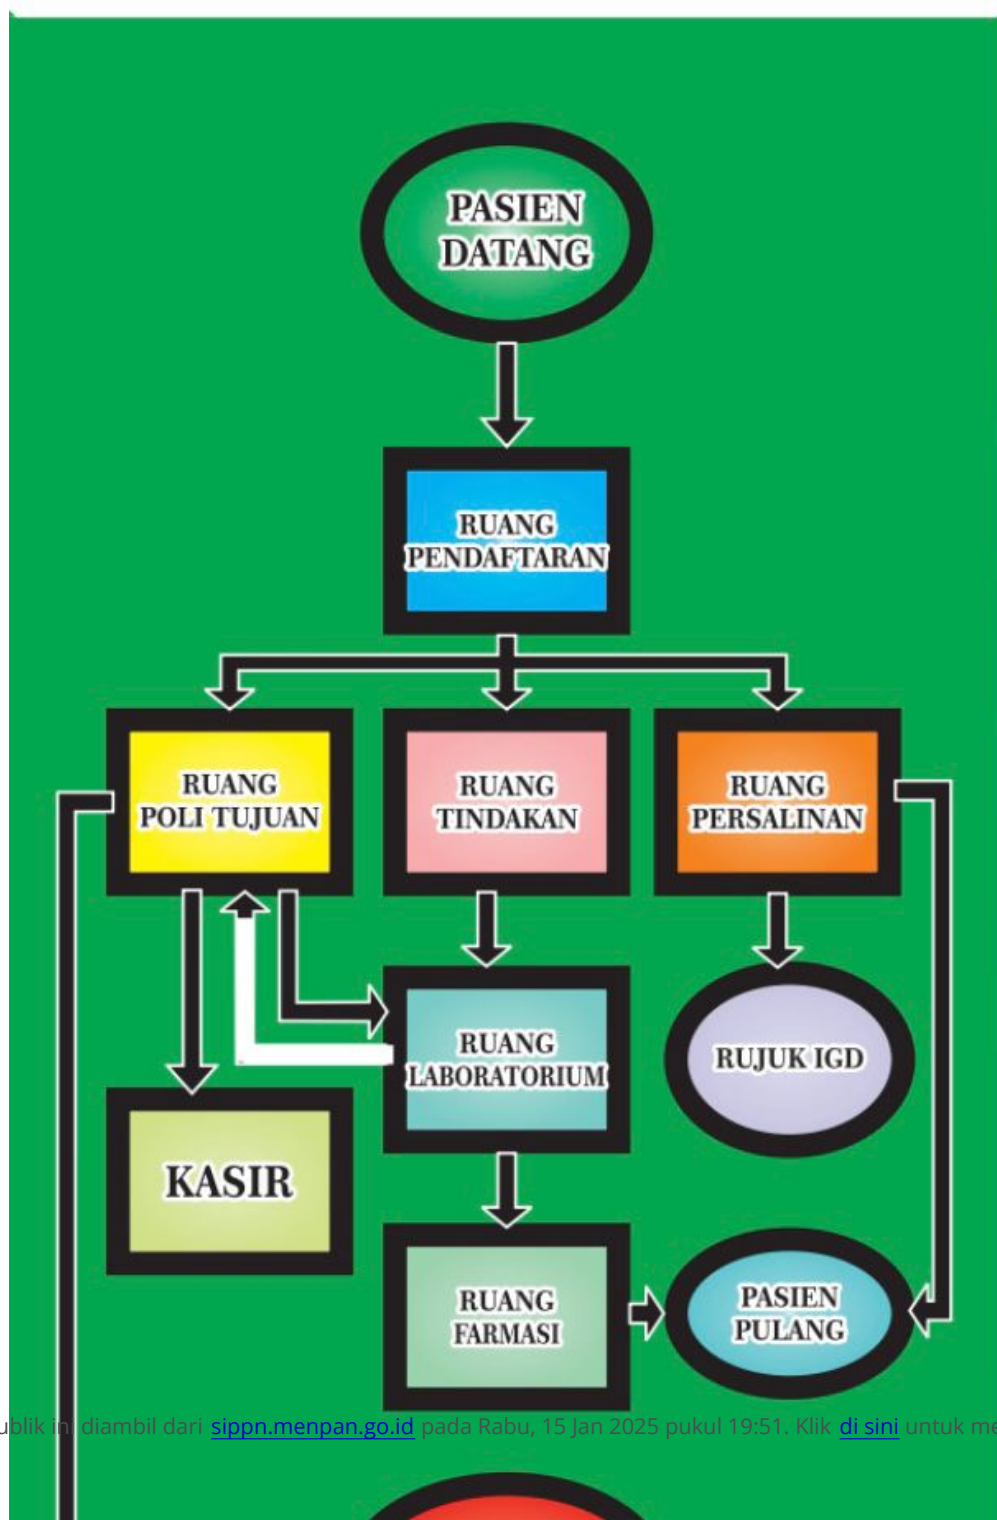 PASIEN
DATANG
RUANG
PENDAFTARAN
RUANG
POLI TUJUAN
RUANG
TINDAKAN
RUANG
PERSALINAN
RUANG
LABORATORIUM
RUJUK IGD
KASIR
RUANG
FARMASI
PASIEN
PULANG
diambil dari sippn.menpan.go.id pada Rabu, 15 Jan 2025 pukul 19:51. Klik di sini untuk